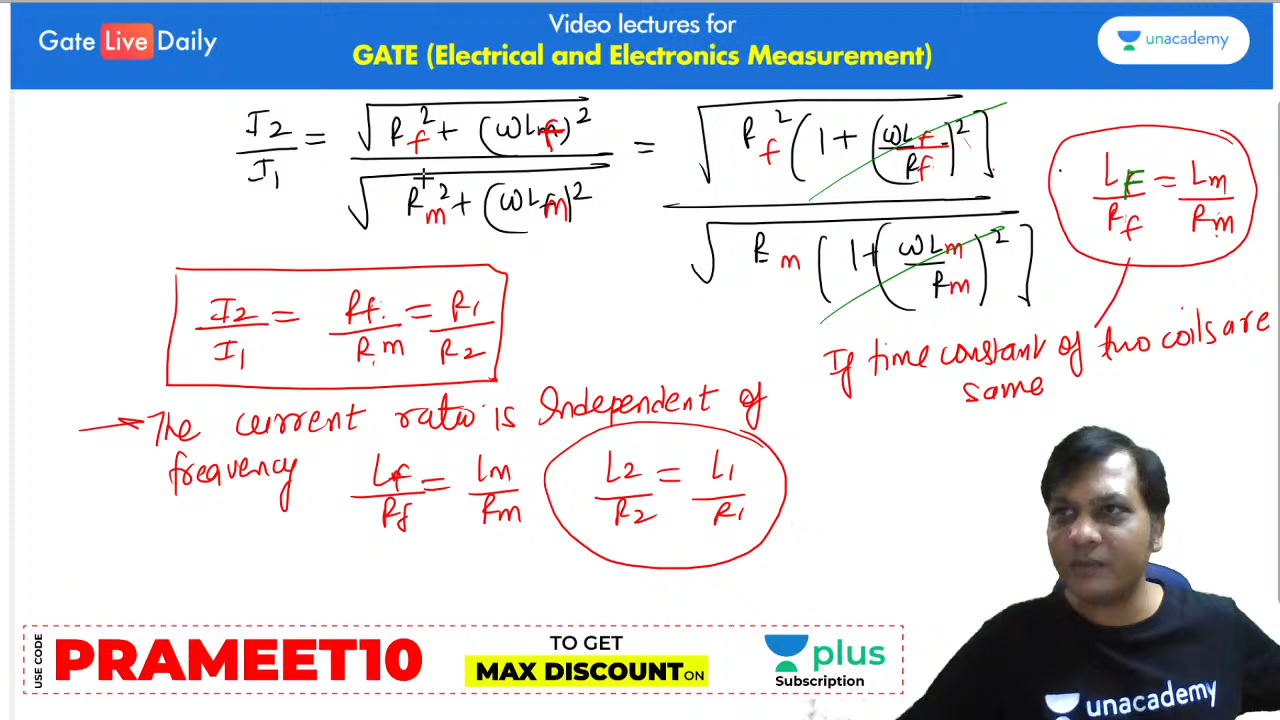 Gate Live Daily
Video lectures for
GATE (Electrical and Electronics Measurement)
unacademy
I2/I1 = √(Rf² + (ωLf)²) / √(Rm² + (ωLm)²) = √(Rf² (1 + (ωLf/Rf)²)) / √(Rm (1 + (ωLm/Rm)²))
LF/Rf = Lm/Rm
I2/I1 = Rf/Rm = R1/R2
If time constant of two coils are
same
→ The current ratio is Independent of
frequency
Lf/Rf = Lm/Rm
L2/R2 = L1/R1
USE CODE
PRAMEET10
TO GET
MAX DISCOUNT ON
plus
Subscription
unacademy